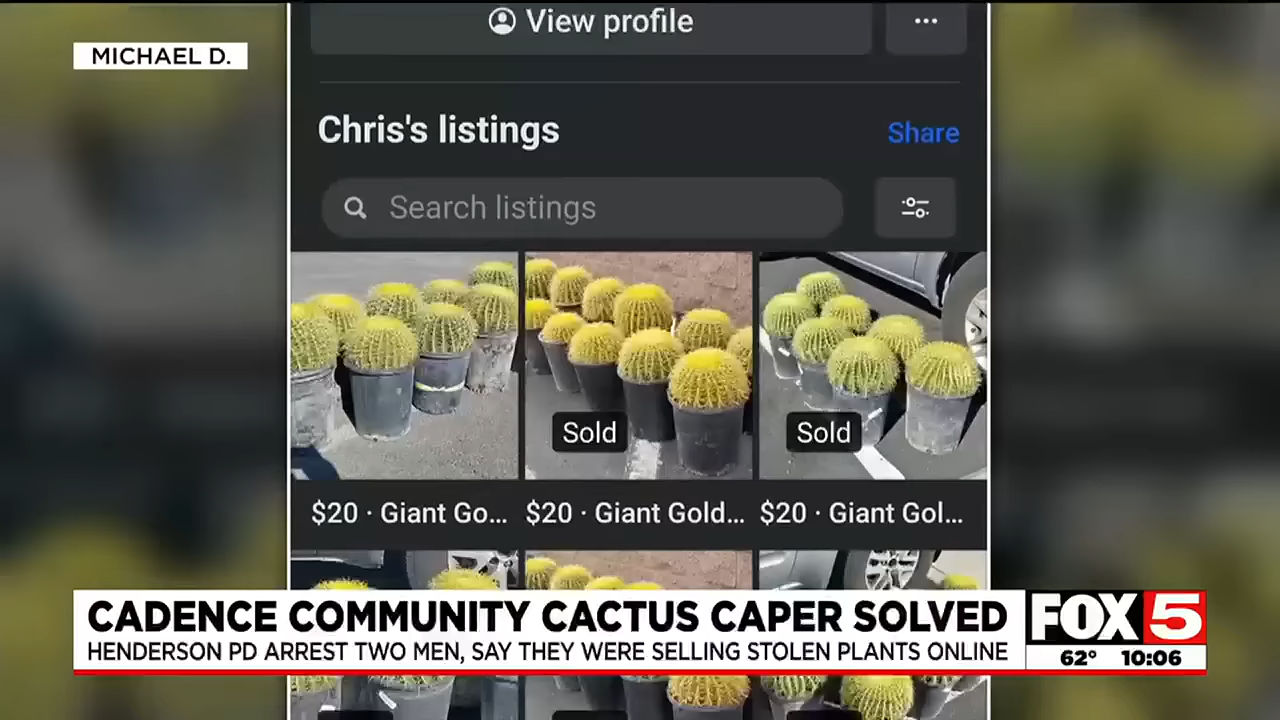 MICHAEL D.
View profile
...
Chris's listings
Share
Search listings
Sold
Sold
$20 · Giant Go...
$20 · Giant Gold...
$20 · Giant Gol...
CADENCE COMMUNITY CACTUS CAPER SOLVED
HENDERSON PD ARREST TWO MEN, SAY THEY WERE SELLING STOLEN PLANTS ONLINE
FOX 5
62° 10:06